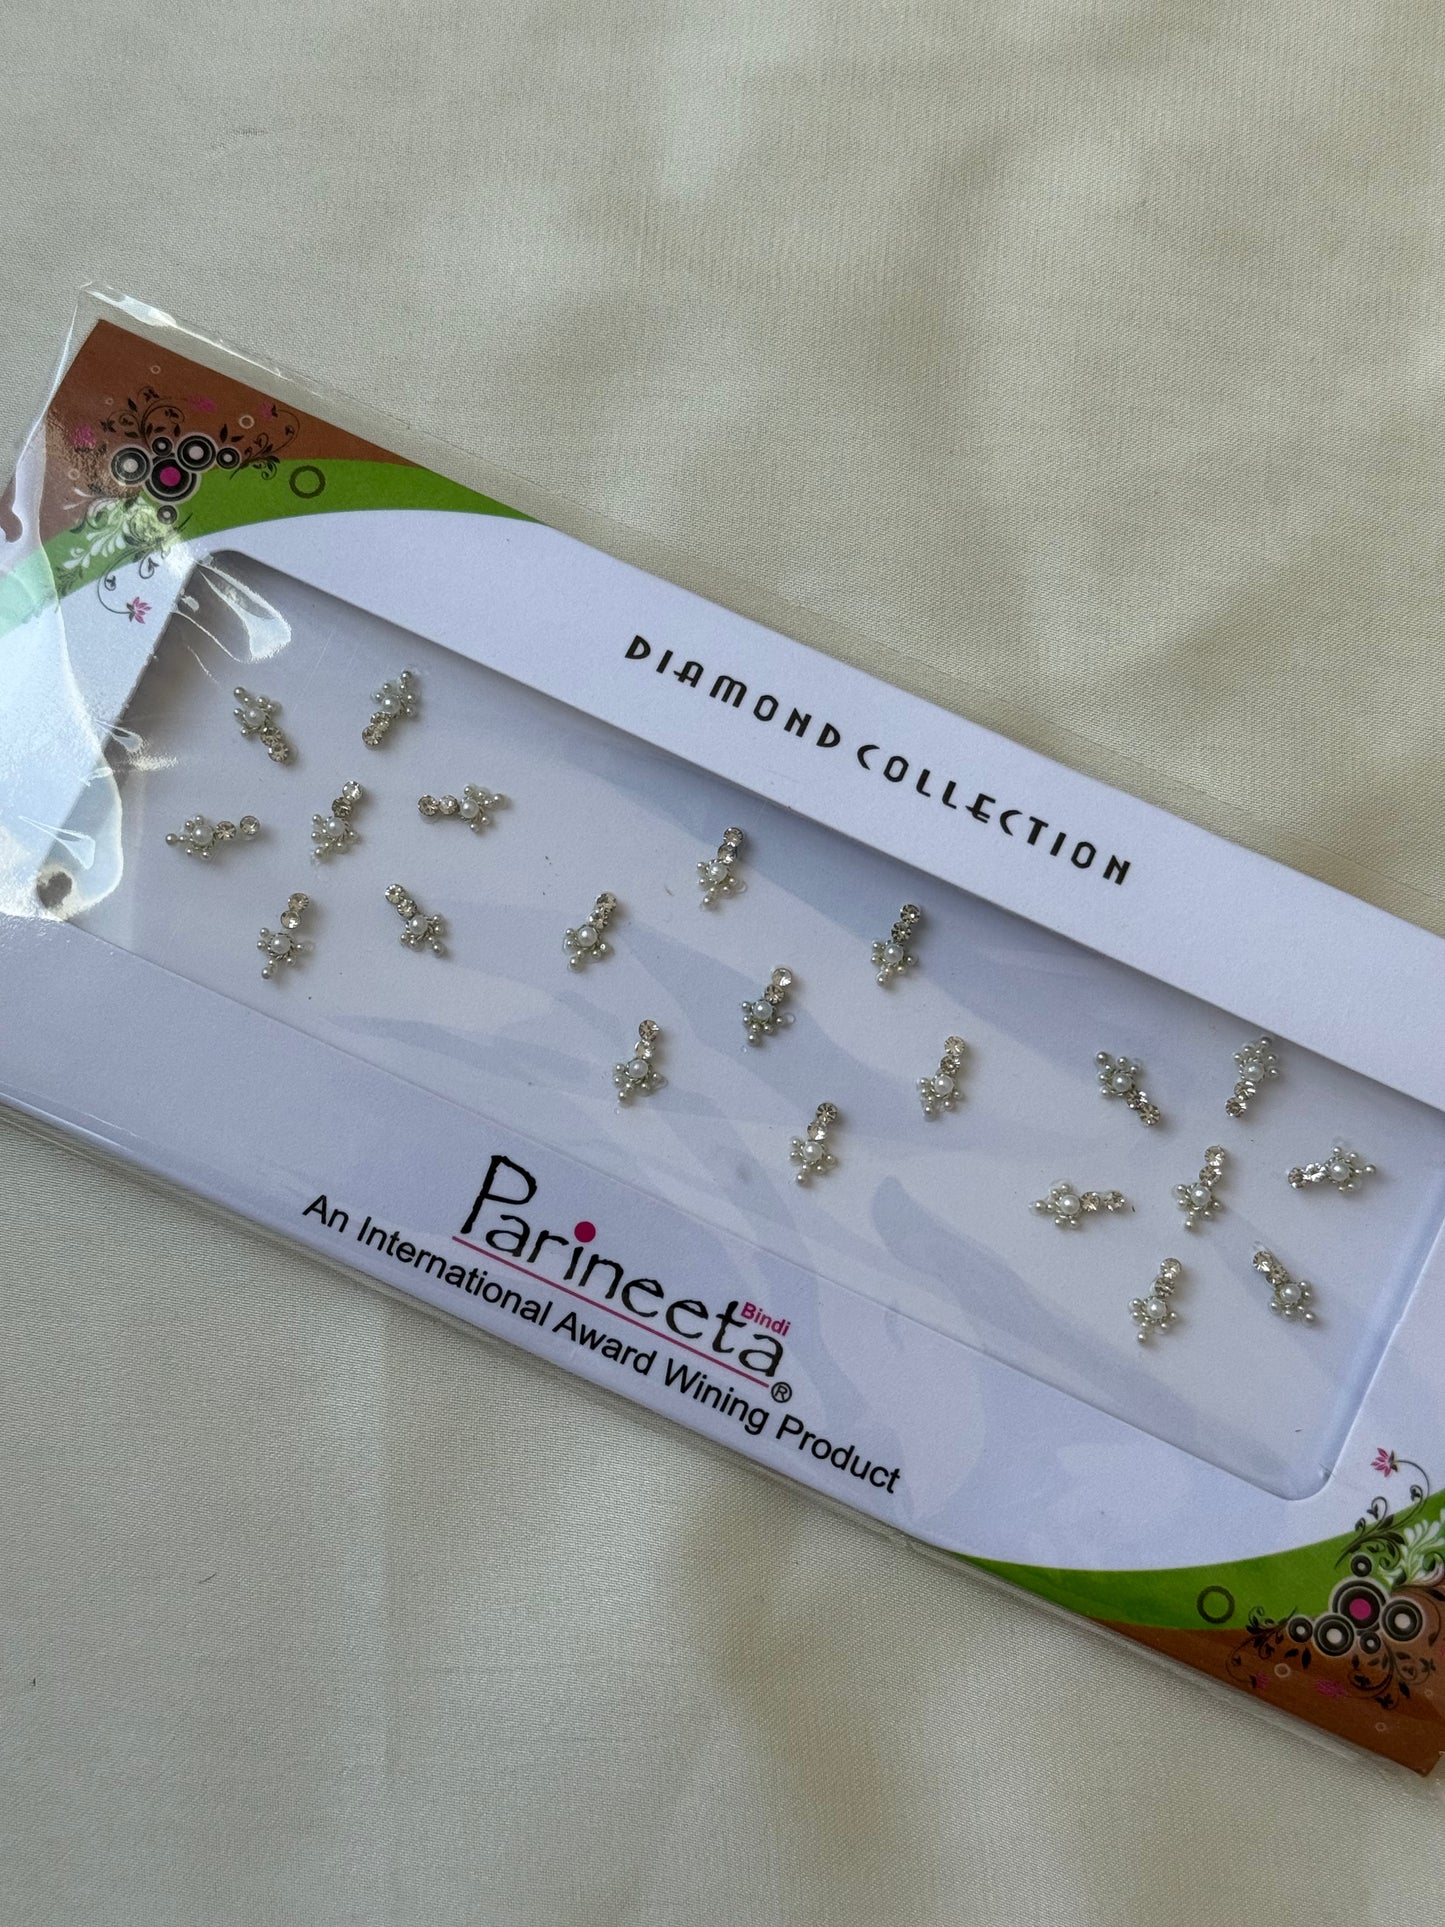 DIAMOND COLLECTION
Parineeta
Bindi
®
An International Award Wining Product